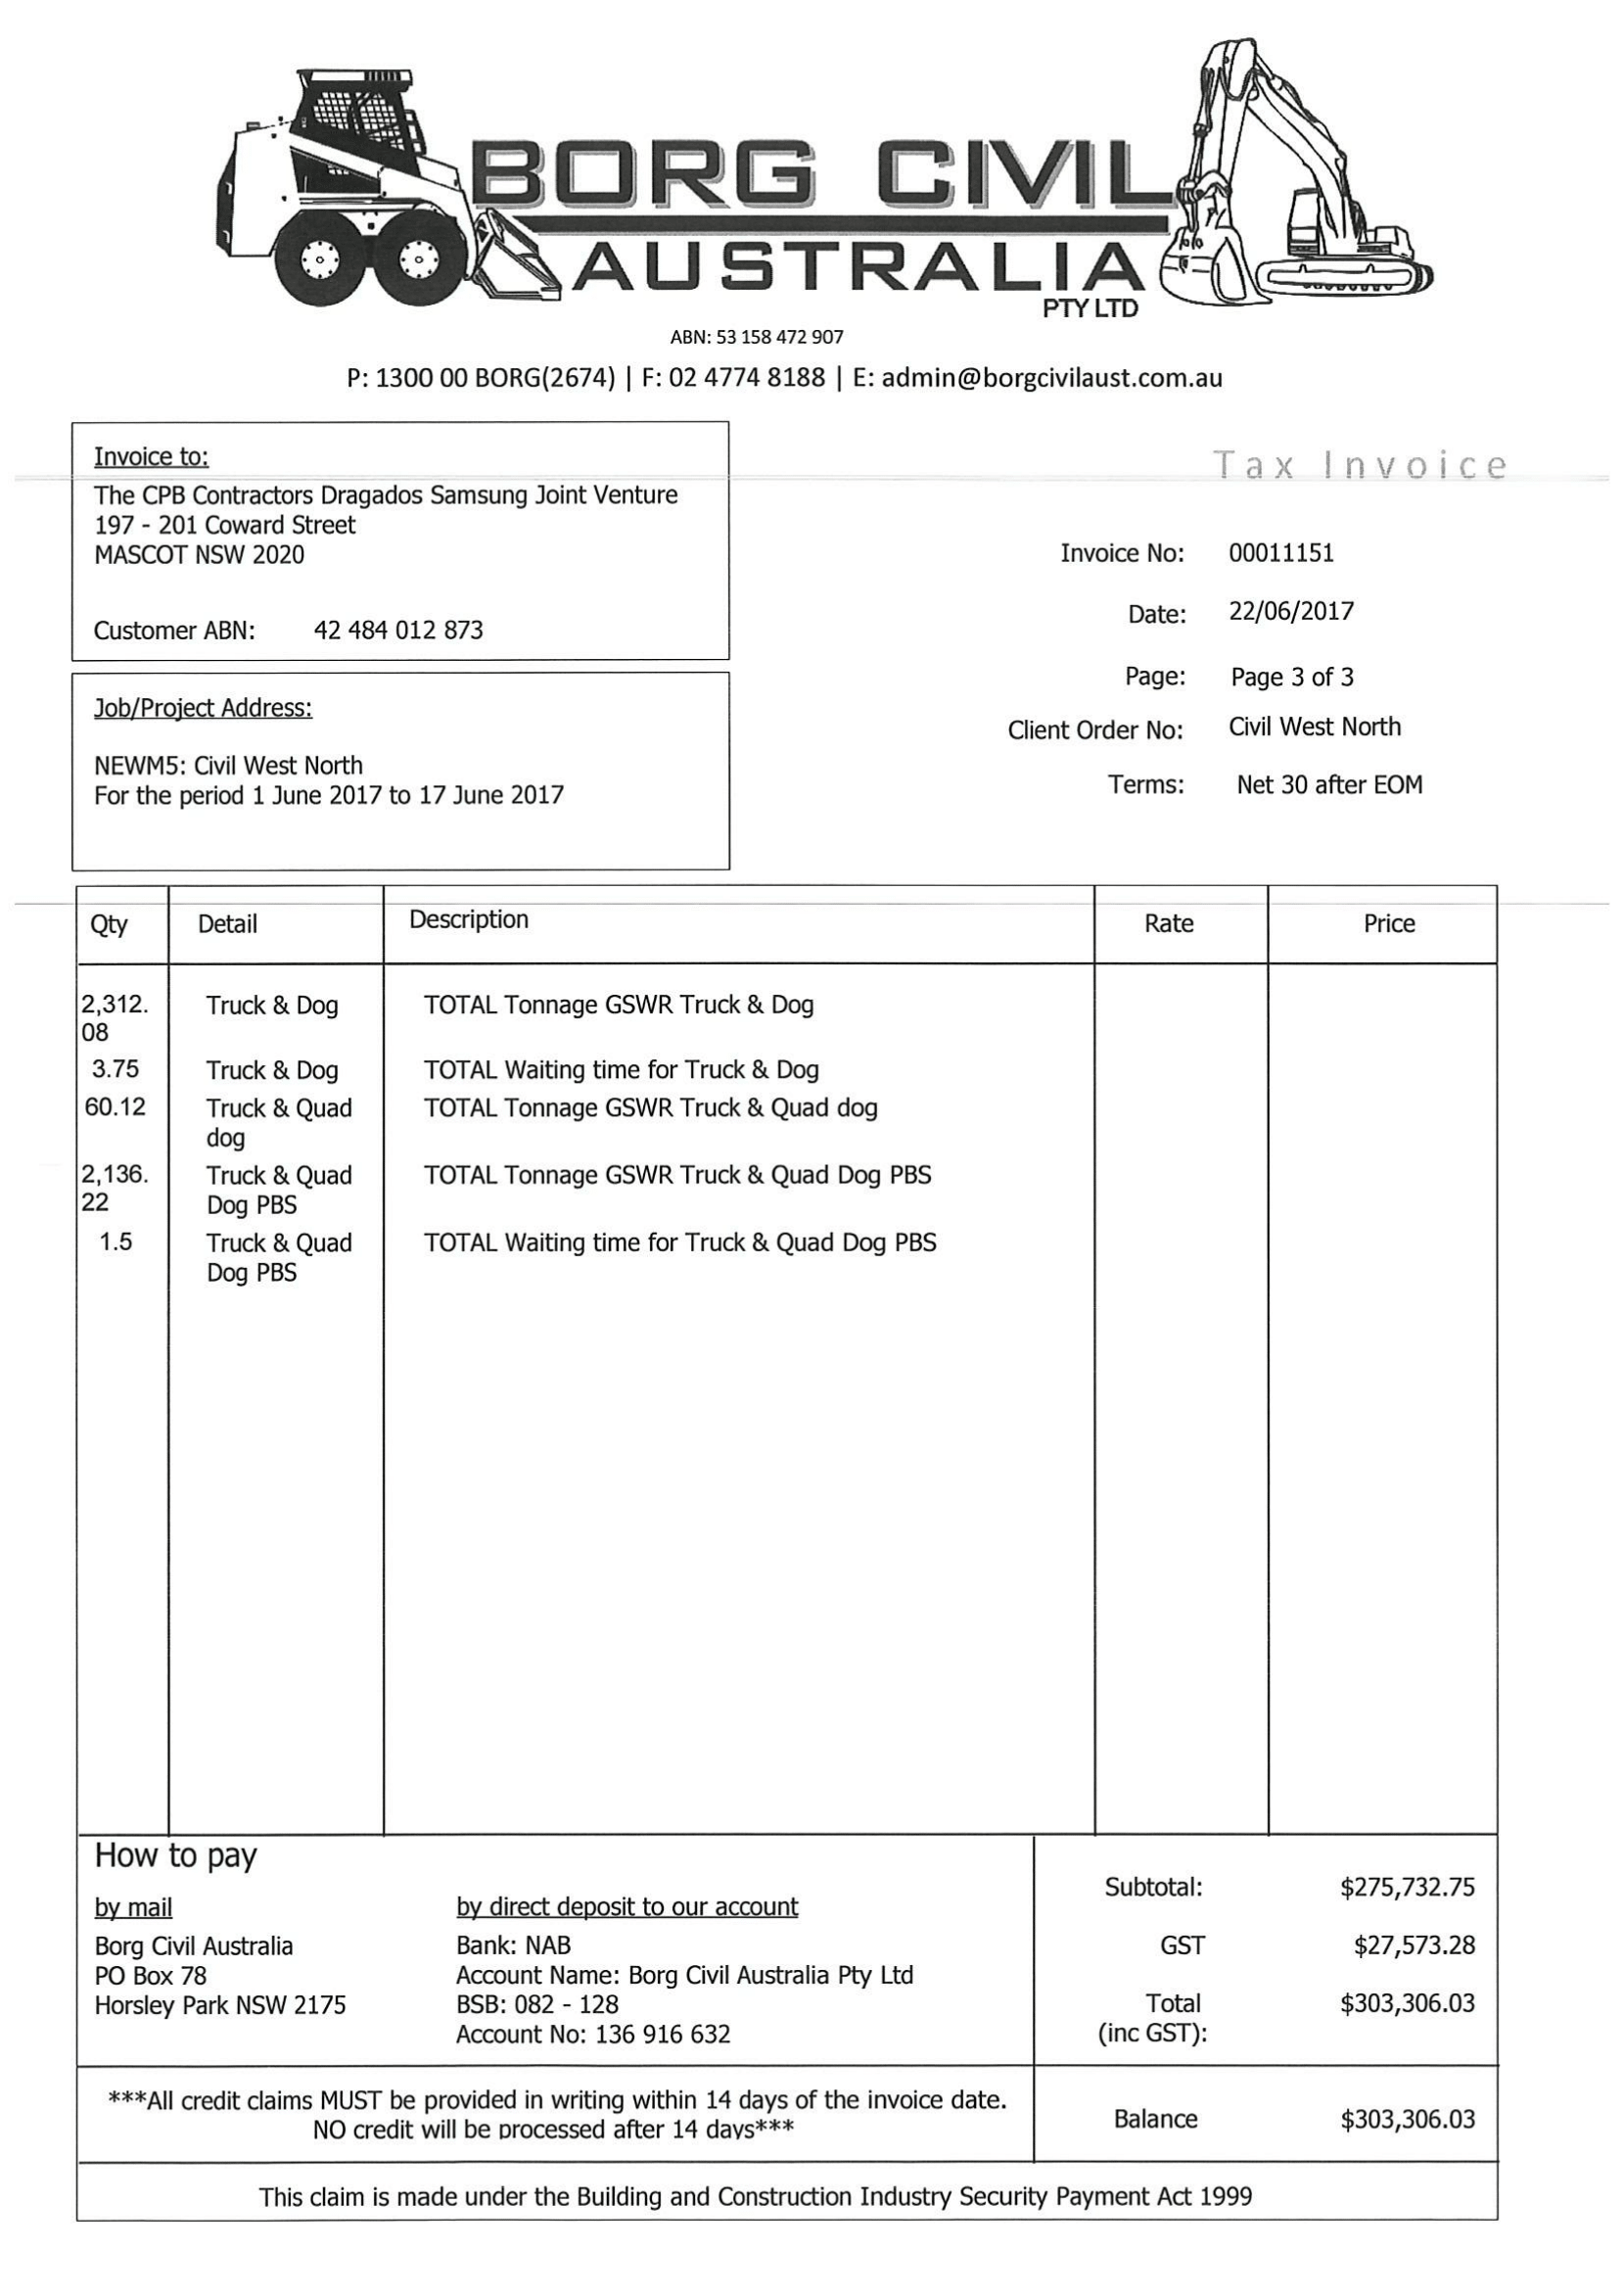 BORG CIVIL
AUSTRALIA
PTY LTD
ABN: 53 158 472 907
P: 1300 00 BORG(2674) | F: 02 4774 8188 | E: admin@borgcivilaust.com.au
Invoice to:
The CPB Contractors Dragados Samsung Joint Venture
197 - 201 Coward Street
MASCOT NSW 2020
Customer ABN: 42 484 012 873
Tax Invoice
Invoice No: 00011151
Date: 22/06/2017
Page: Page 3 of 3
Client Order No: Civil West North
Terms: Net 30 after EOM
Job/Project Address:
NEWM5: Civil West North
For the period 1 June 2017 to 17 June 2017
Qty Detail Description Rate Price
2,312. Truck & Dog TOTAL Tonnage GSWR Truck & Dog
08
3.75 Truck & Dog TOTAL Waiting time for Truck & Dog
60.12 Truck & Quad TOTAL Tonnage GSWR Truck & Quad dog
dog
2,136. Truck & Quad TOTAL Tonnage GSWR Truck & Quad Dog PBS
22 Dog PBS
1.5 Truck & Quad TOTAL Waiting time for Truck & Quad Dog PBS
Dog PBS
How to pay
by mail
Borg Civil Australia
PO Box 78
Horsley Park NSW 2175
by direct deposit to our account
Bank: NAB
Account Name: Borg Civil Australia Pty Ltd
BSB: 082 - 128
Account No: 136 916 632
Subtotal: $275,732.75
GST $27,573.28
Total $303,306.03
(inc GST):
***All credit claims MUST be provided in writing within 14 days of the invoice date.
NO credit will be processed after 14 days***
Balance $303,306.03
This claim is made under the Building and Construction Industry Security Payment Act 1999